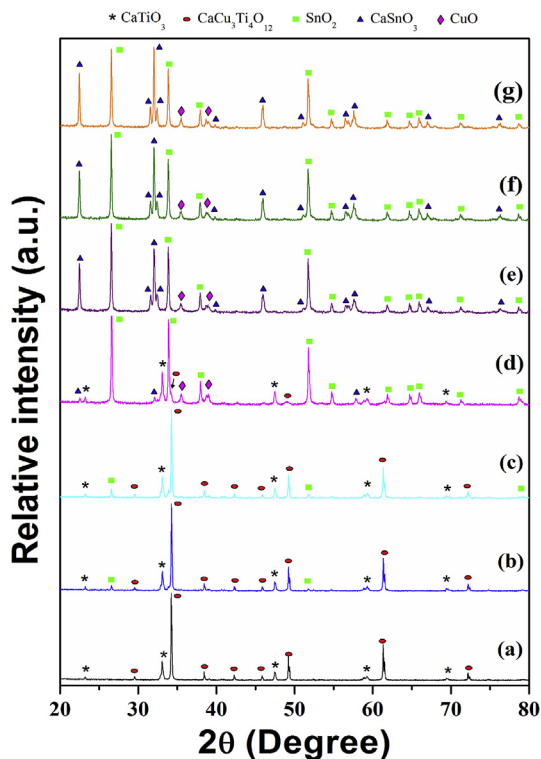 * CaTiO₃ CaCu₃Ti₄O₁₂ SnO₂ CaSnO₃ CuO
Relative intensity (a.u.)
(g)
(f)
(e)
(d)
(c)
(b)
(a)
20 30 40 50 60 70 80
2θ (Degree)